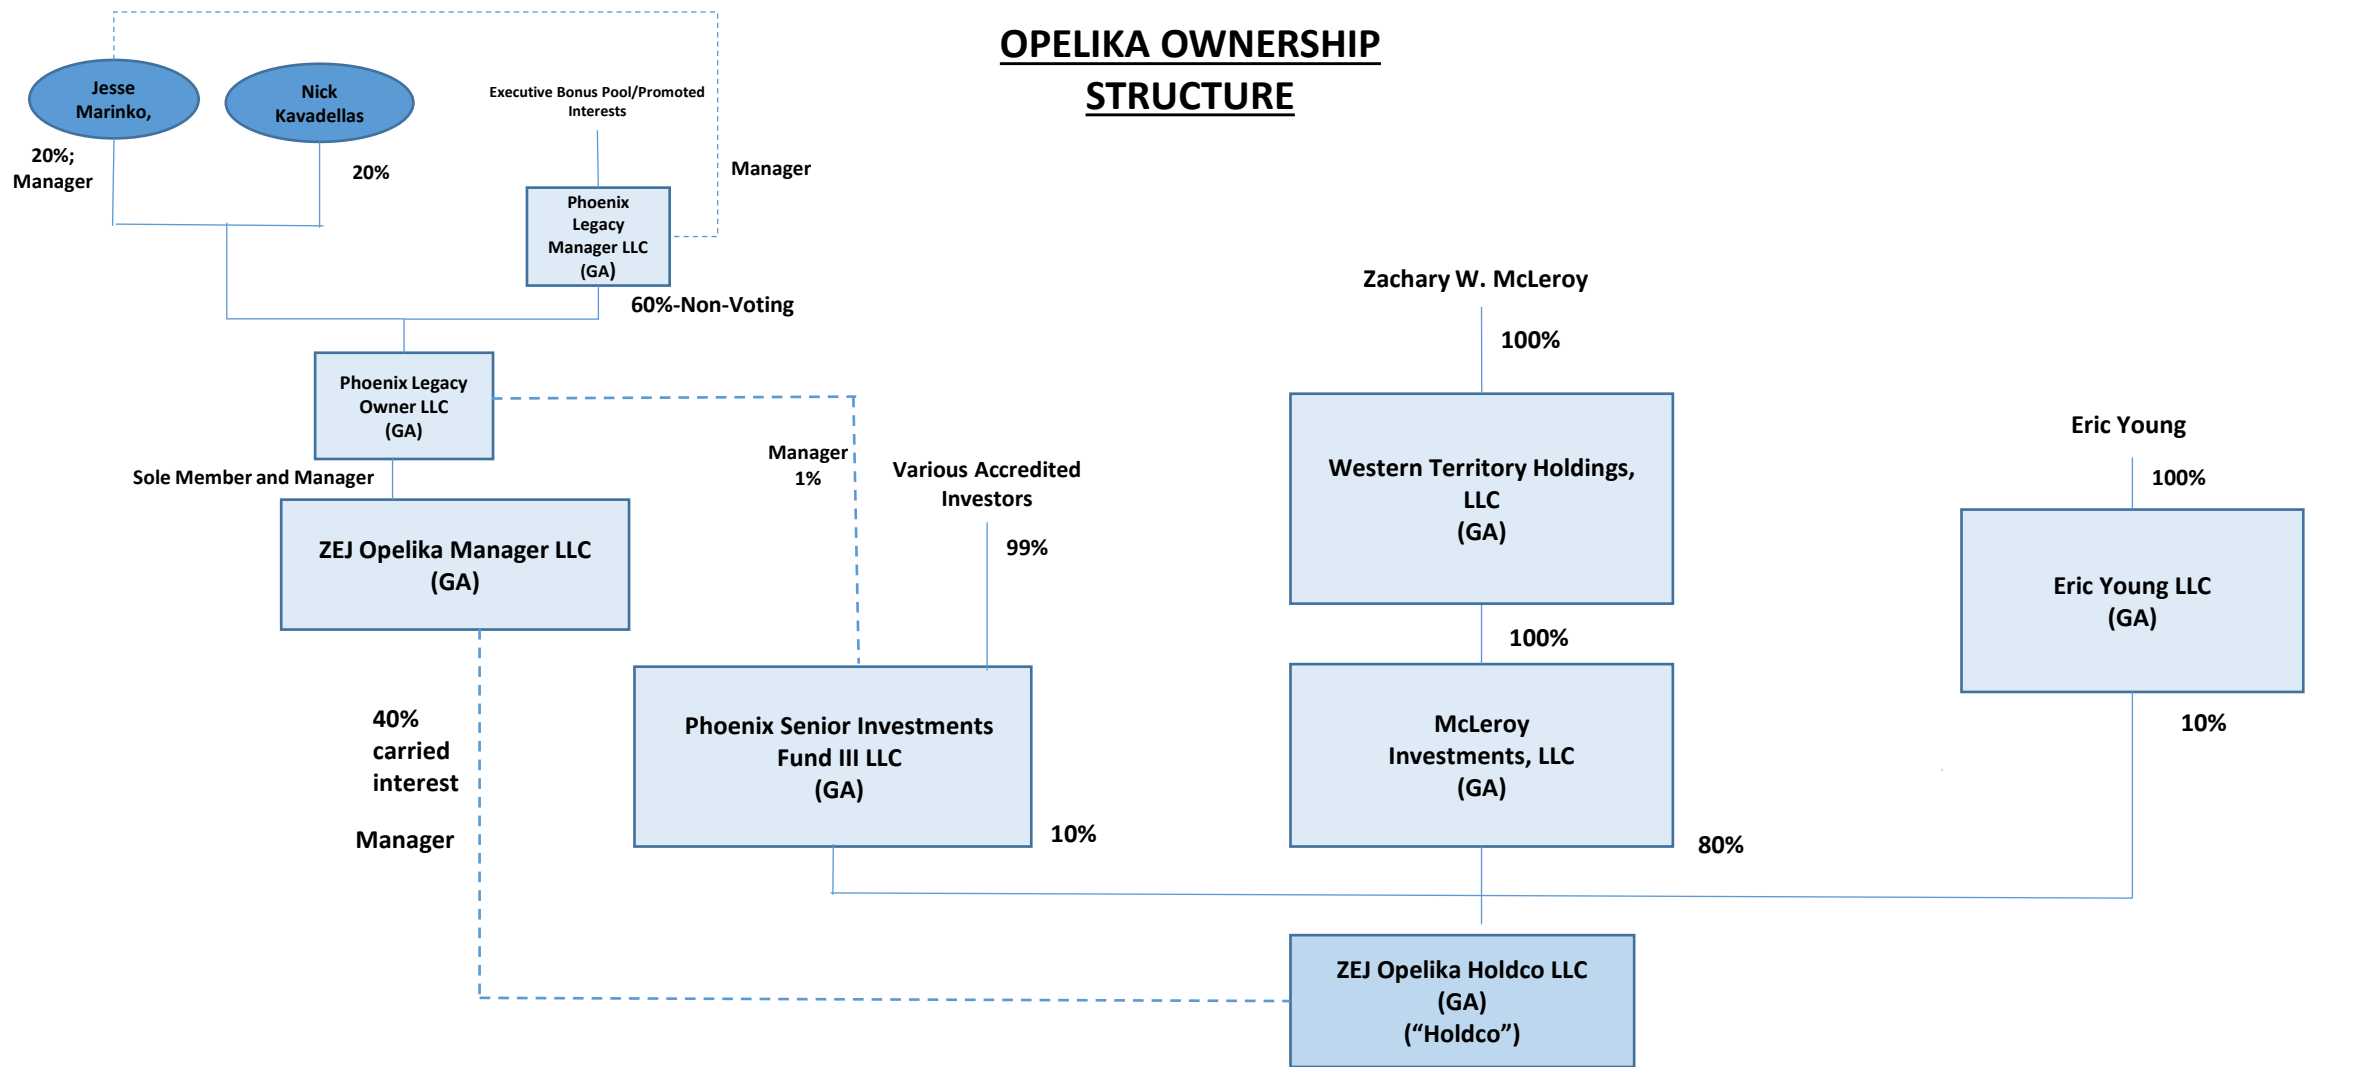 OPELIKA OWNERSHIP
STRUCTURE
Jesse
Marinko,
Nick
Kavadellas
Executive Bonus Pool/Promoted
Interests
20%;
Manager
20%
Manager
Phoenix
Legacy
Manager LLC
(GA)
60%-Non-Voting
Phoenix Legacy
Owner LLC
(GA)
Sole Member and Manager
Manager
1%
Various Accredited
Investors
99%
ZEJ Opelika Manager LLC
(GA)
40%
carried
interest
Manager
Phoenix Senior Investments
Fund III LLC
(GA)
10%
Zachary W. McLeroy
100%
Western Territory Holdings,
LLC
(GA)
100%
McLeroy
Investments, LLC
(GA)
80%
Eric Young
100%
Eric Young LLC
(GA)
10%
ZEJ Opelika Holdco LLC
(GA)
(“Holdco”)